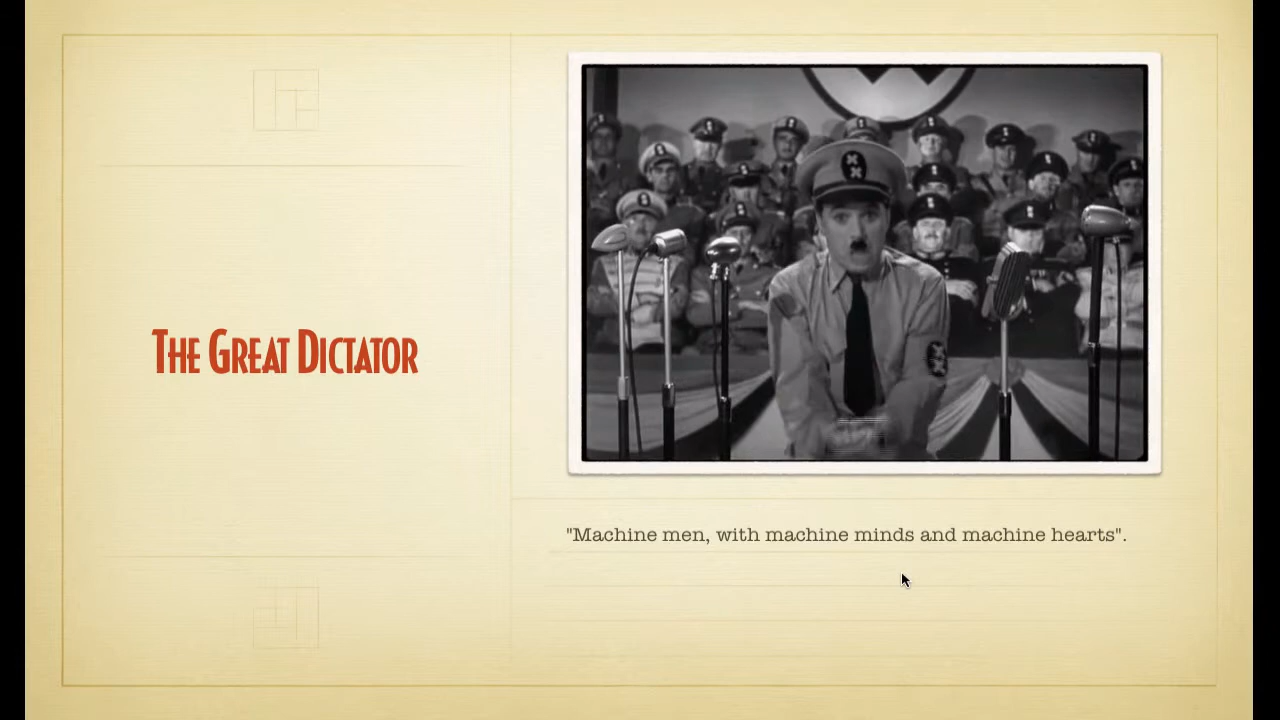 The Great Dictator
"Machine men, with machine minds and machine hearts".